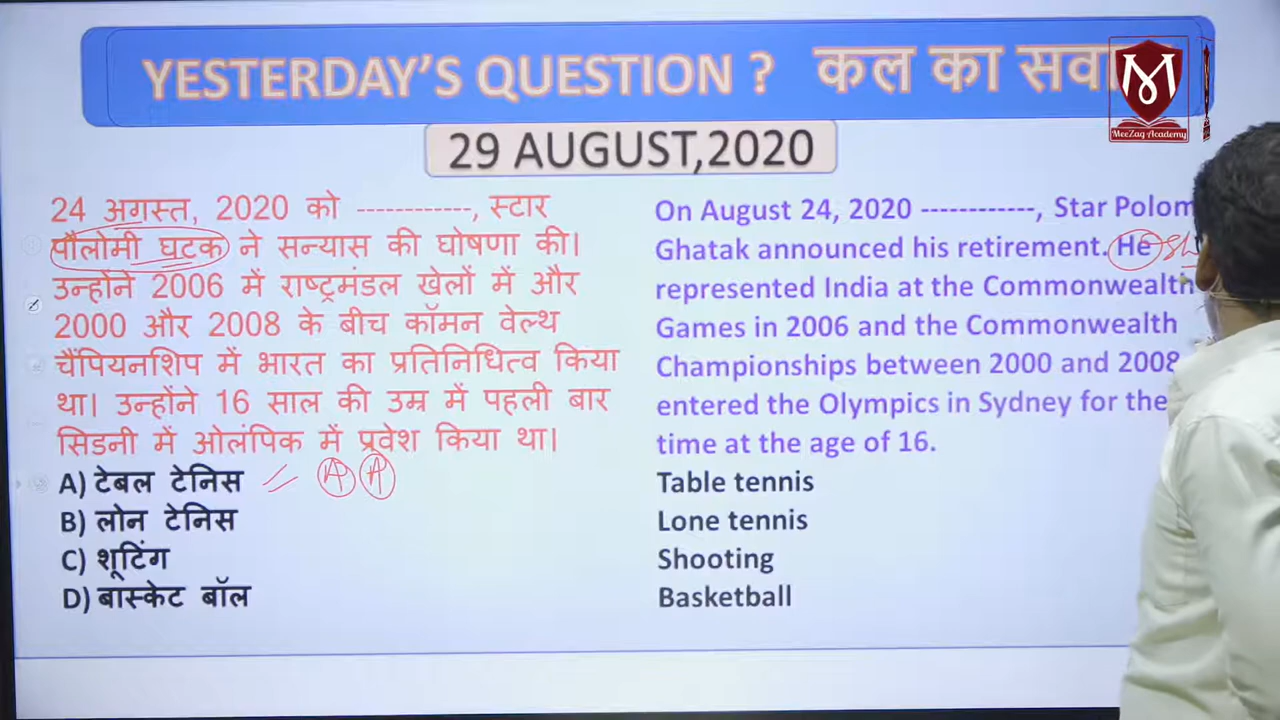 YESTERDAY'S QUESTION ? कल का
MeeZaq Academy
29 AUGUST,2020
24 अगस्त, 2020 को ------------, स्टार
पौलोमी घटक ने सन्यास की घोषणा की।
उन्होंने 2006 में राष्ट्रमंडल खेलों में और
2000 और 2008 के बीच कॉमन वेल्थ
चैंपियनशिप में भारत का प्रतिनिधित्व किया
था। उन्होंने 16 साल की उम्र में पहली बार
सिडनी में ओलंपिक में प्रवेश किया था।
A) टेबल टेनिस A A
B) लोन टेनिस
C) शूटिंग
D) बास्केट बॉल
On August 24, 2020 ------------, Star
Ghatak announced his retirement. He
represented India at the Commonwealth
Games in 2006 and the Commonwealth
Championships between 2000 and 2008
entered the Olympics in Sydney for the
time at the age of 16.
Table tennis
Lone tennis
Shooting
Basketball